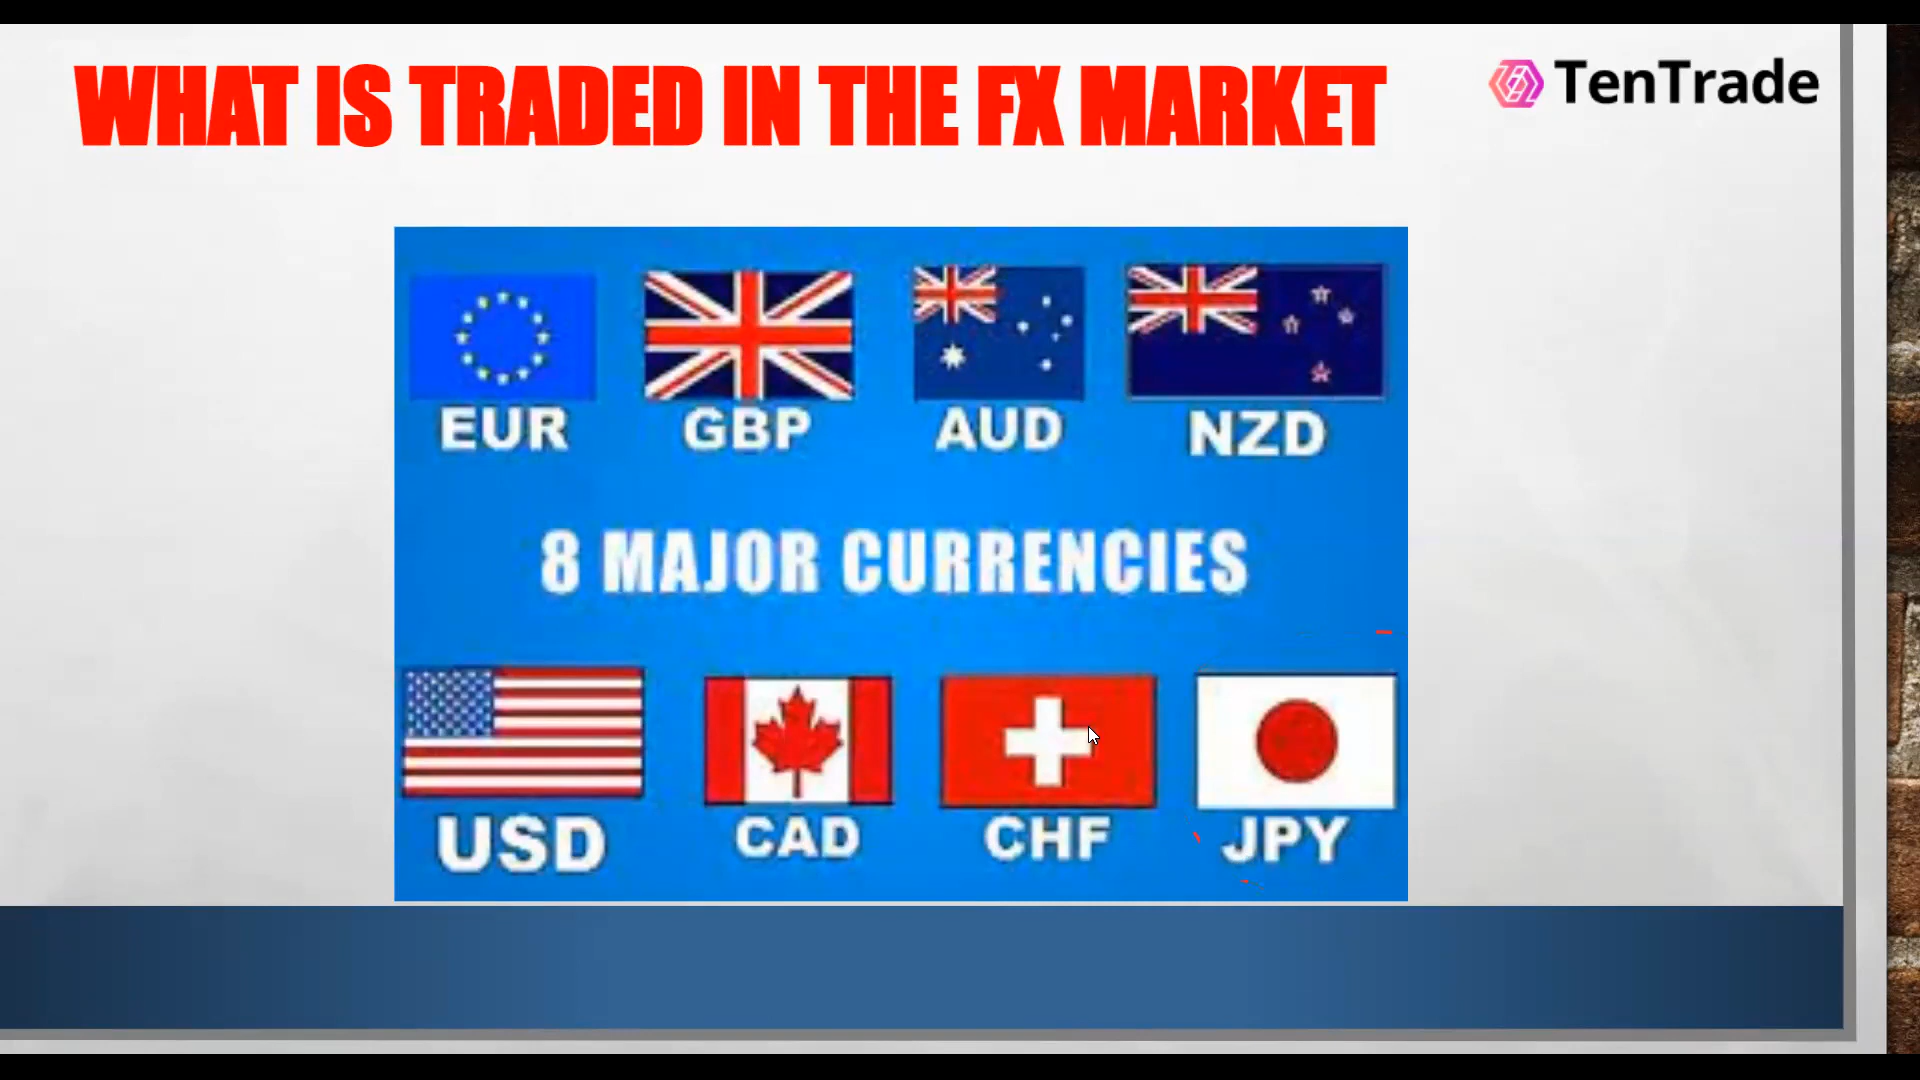 WHAT IS TRADED IN THE FX MARKET
TenTrade
EUR GBP AUD NZD
8 MAJOR CURRENCIES
USD CAD CHF JPY